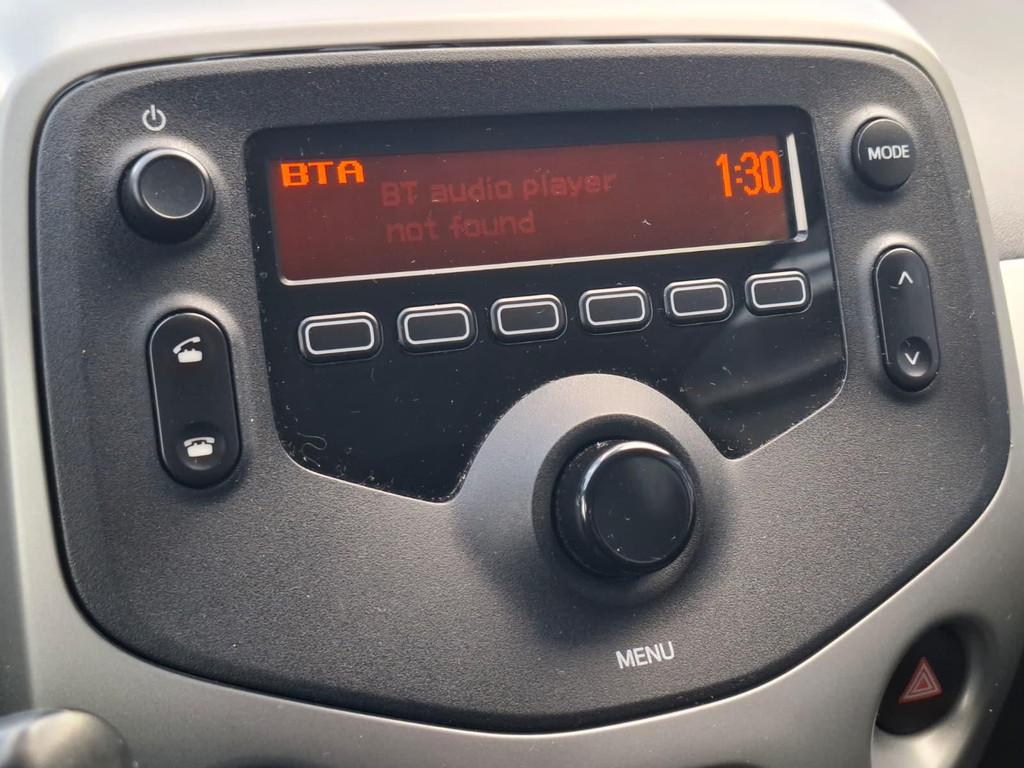 BTA
BT audio player
not found
1:30
MODE
MENU